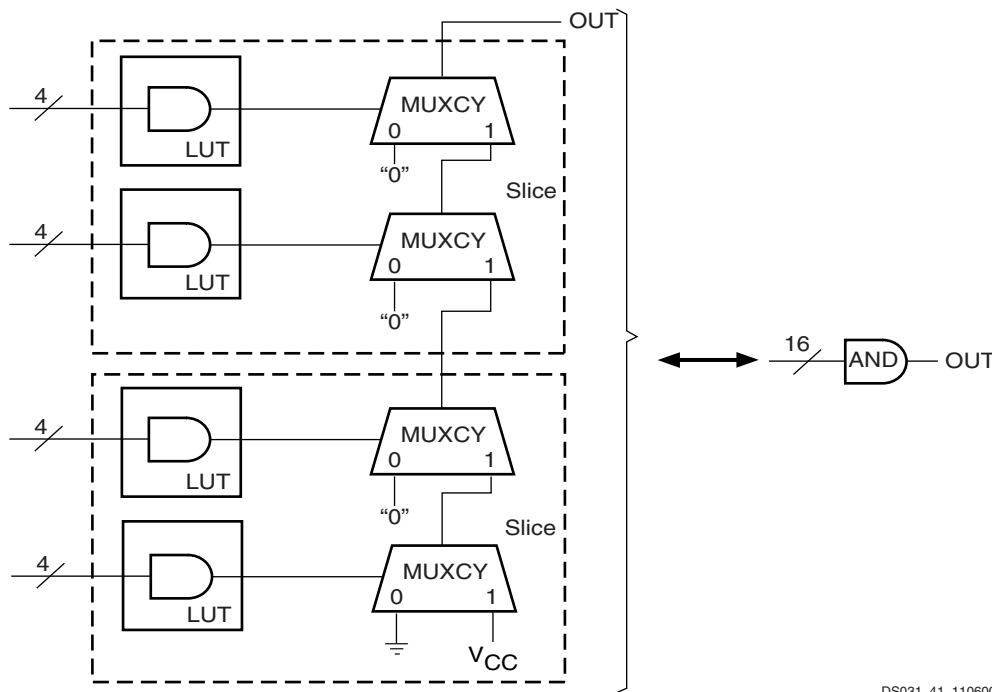 OUT
4
LUT
MUXCY
0 1
“0”
Slice
4
LUT
MUXCY
0 1
“0”
16
AND
OUT
4
LUT
MUXCY
0 1
“0”
Slice
4
LUT
MUXCY
0 1
VCC
DS031_41_110600